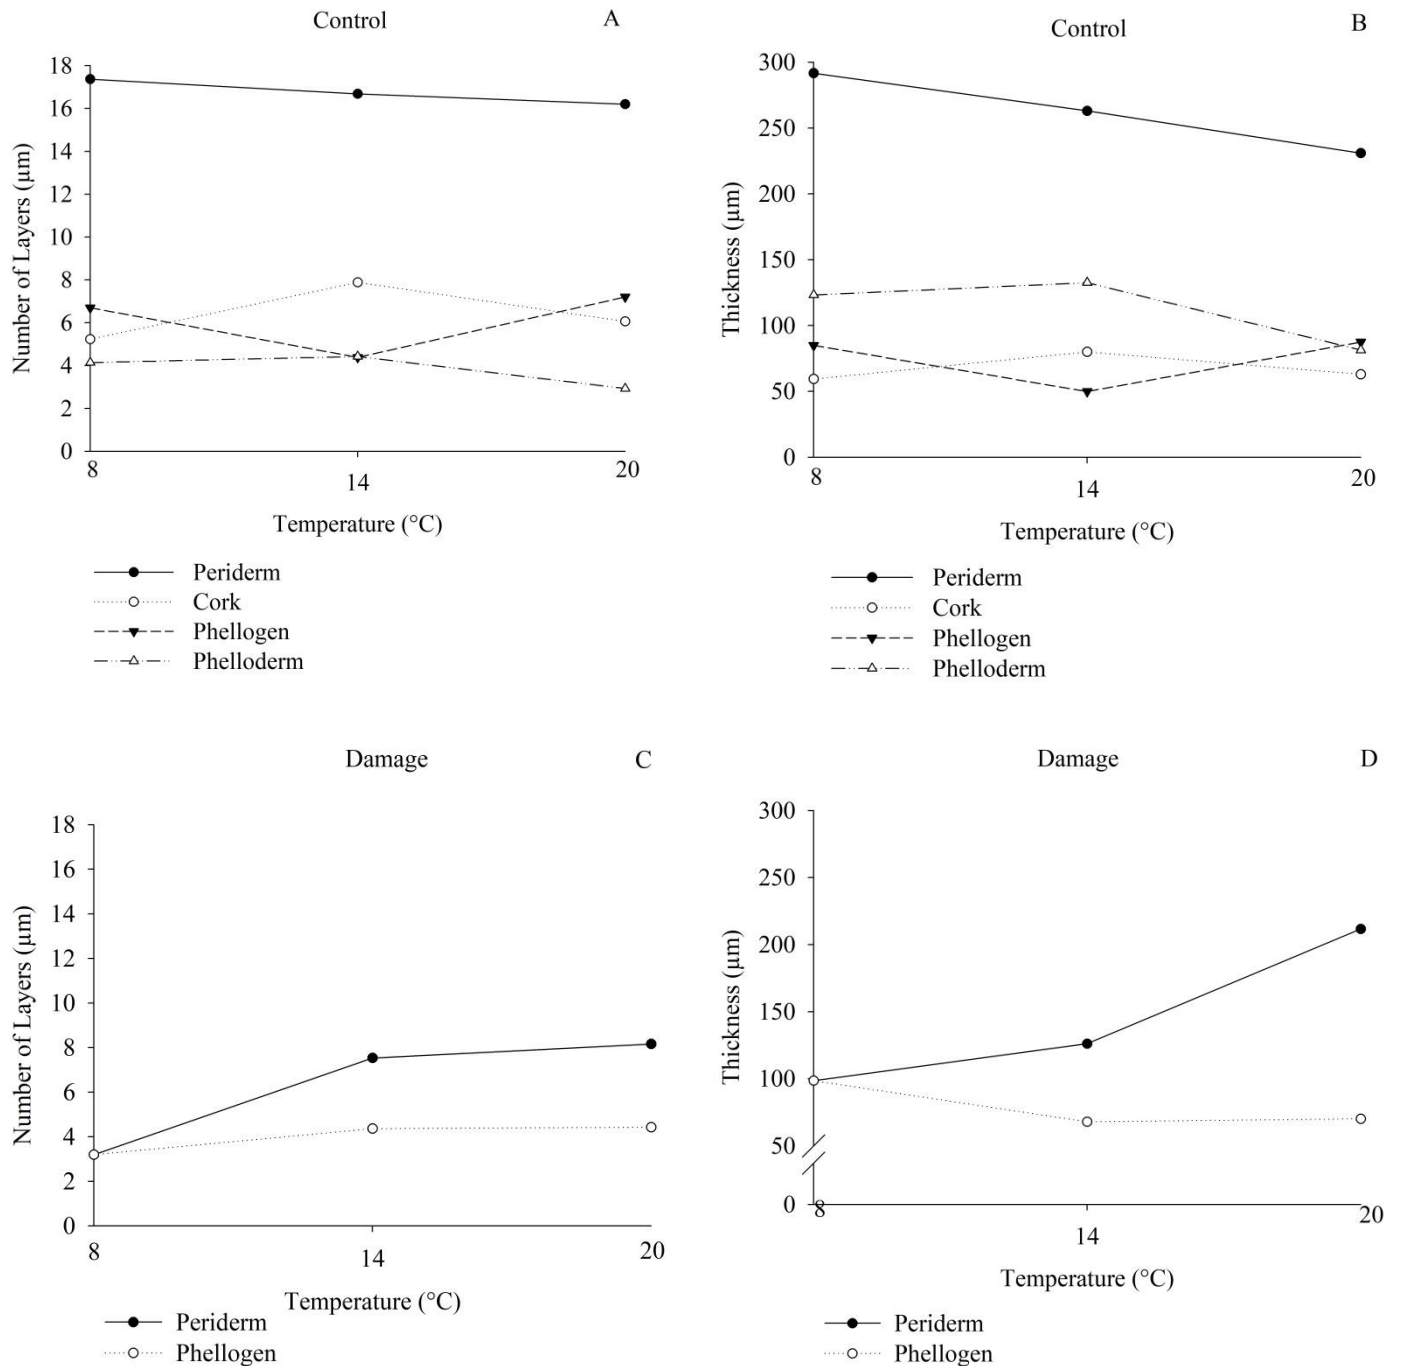 Control
A
18
16
14
12
10
8
6
4
2
0
Number of Layers (µm)
8
14
20
Temperature (°C)
Periderm
Cork
Phellogen
Phelloderm
Control
B
300
250
200
150
100
50
0
Thickness (µm)
8
14
20
Temperature (°C)
Periderm
Cork
Phellogen
Phelloderm
Damage
C
18
16
14
12
10
8
6
4
2
0
Number of Layers (µm)
8
14
20
Temperature (°C)
Periderm
Phellogen
Damage
D
300
250
200
150
100
50
0
Thickness (µm)
8
14
20
Temperature (°C)
Periderm
Phellogen